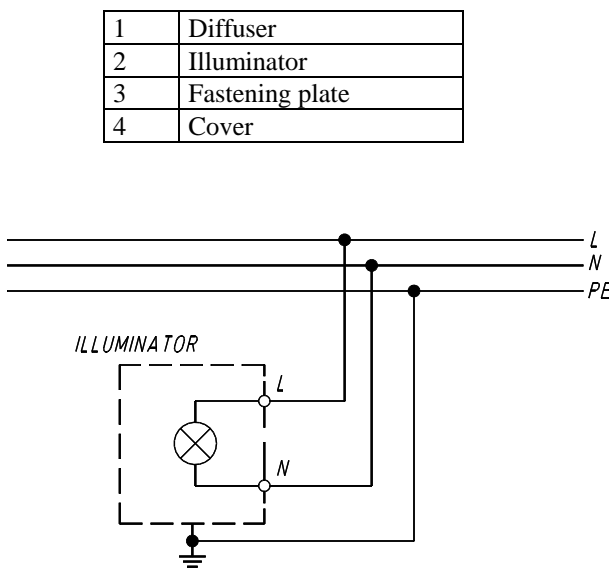 1 Diffuser
2 Illuminator
3 Fastening plate
4 Cover
L
N
PE
ILLUMINATOR
L
N